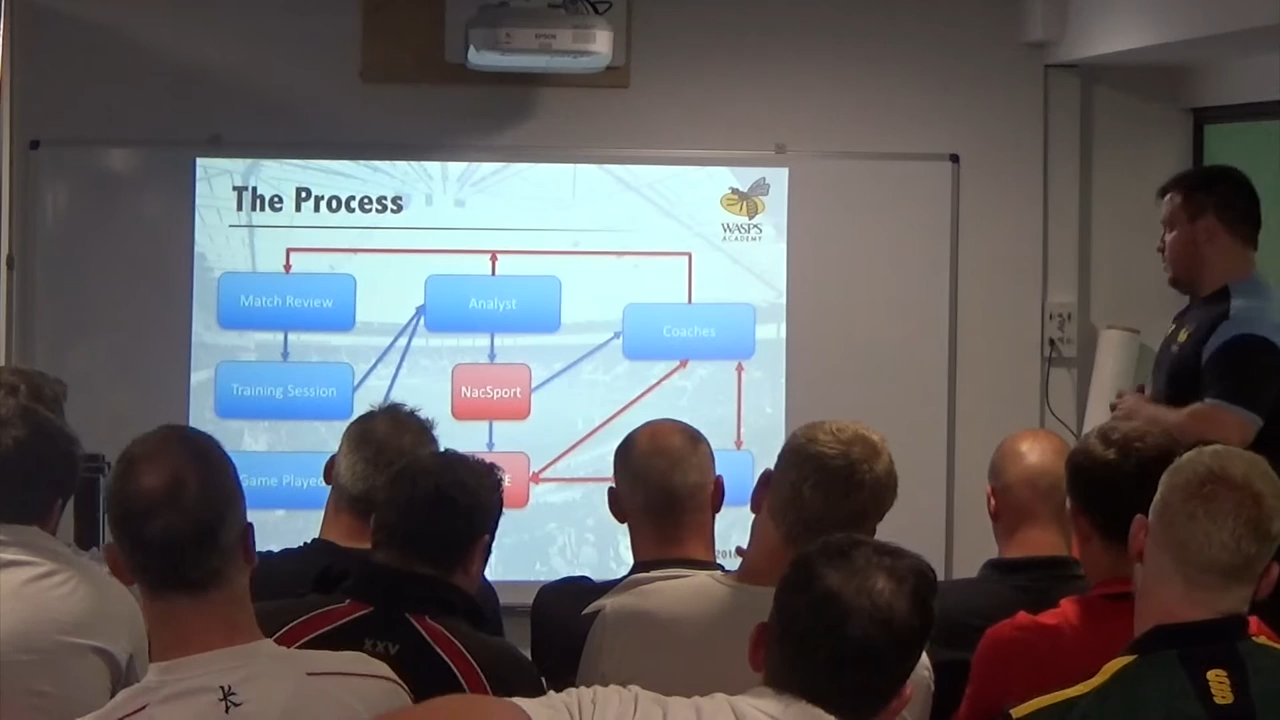 EPSON
The Process
WASPS
ACADEMY
Match Review
Analyst
Coaches
Training Session
NacSport
Game Played
E
XXV